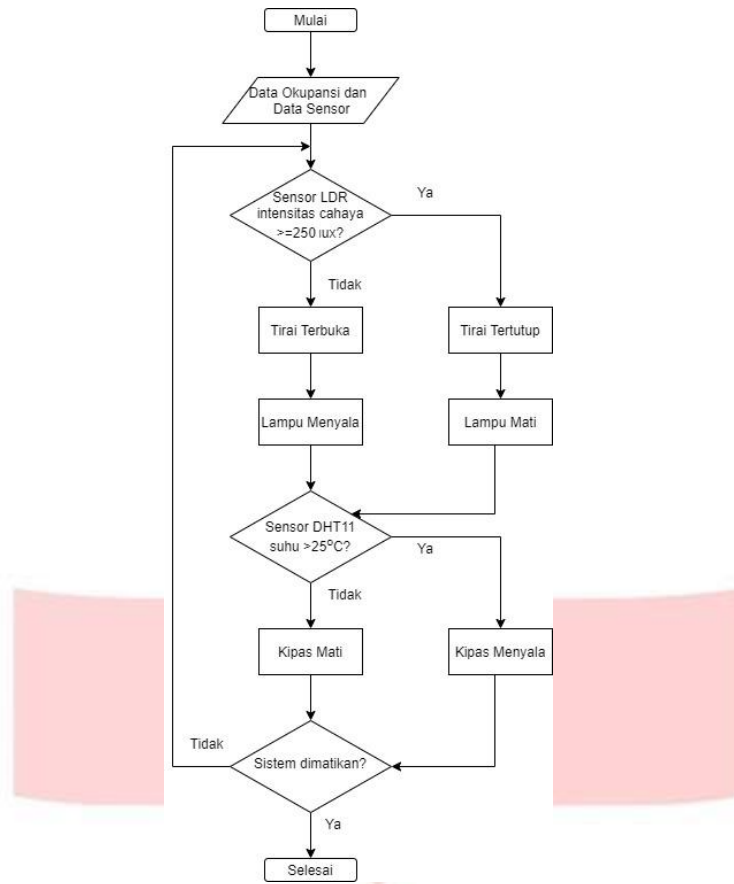 Mulai
Data Okupansi dan
Data Sensor
Sensor LDR
intensitas cahaya
>=250 lux?
Ya
Tidak
Tirai Terbuka
Tirai Tertutup
Lampu Menyala
Lampu Mati
Sensor DHT11
suhu >25°C?
Ya
Tidak
Kipas Mati
Kipas Menyala
Tidak
Sistem dimatikan?
Ya
Selesai